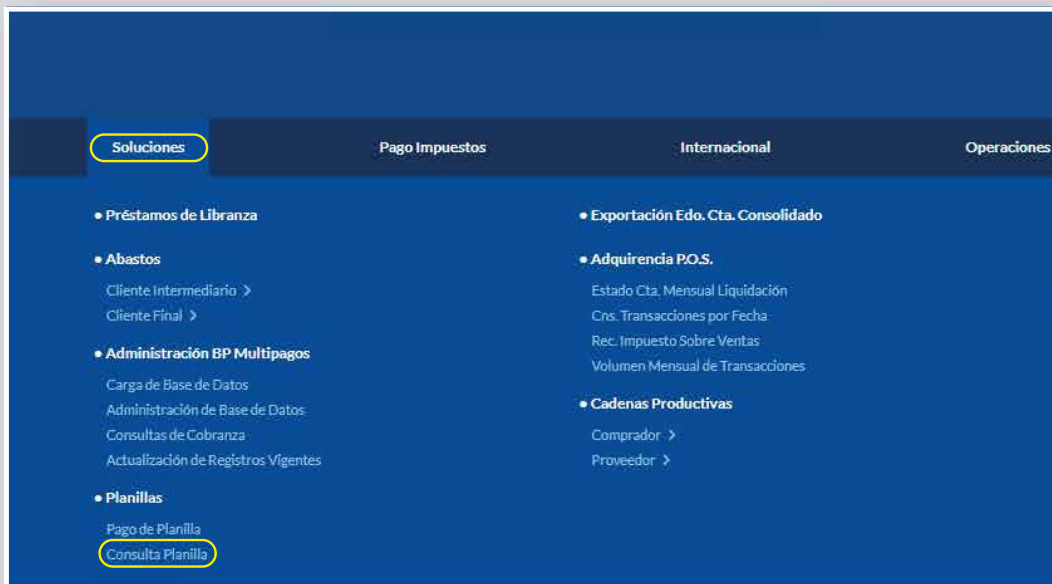 Soluciones
Pago Impuestos
Internacional
Operaciones
• Préstamos de Libranza
• Abastos
Cliente Intermediario >
Cliente Final >
• Administración BP Multipagos
Carga de Base de Datos
Administración de Base de Datos
Consultas de Cobranza
Actualización de Registros Vigentes
• Planillas
Pago de Planilla
Consulta Planilla
• Exportación Edo. Cta. Consolidado
• Adquirencia P.O.S.
Estado Cta. Mensual Liquidación
Cns. Transacciones por Fecha
Rec. Impuesto Sobre Ventas
Volumen Mensual de Transacciones
• Cadenas Productivas
Comprador >
Proveedor >